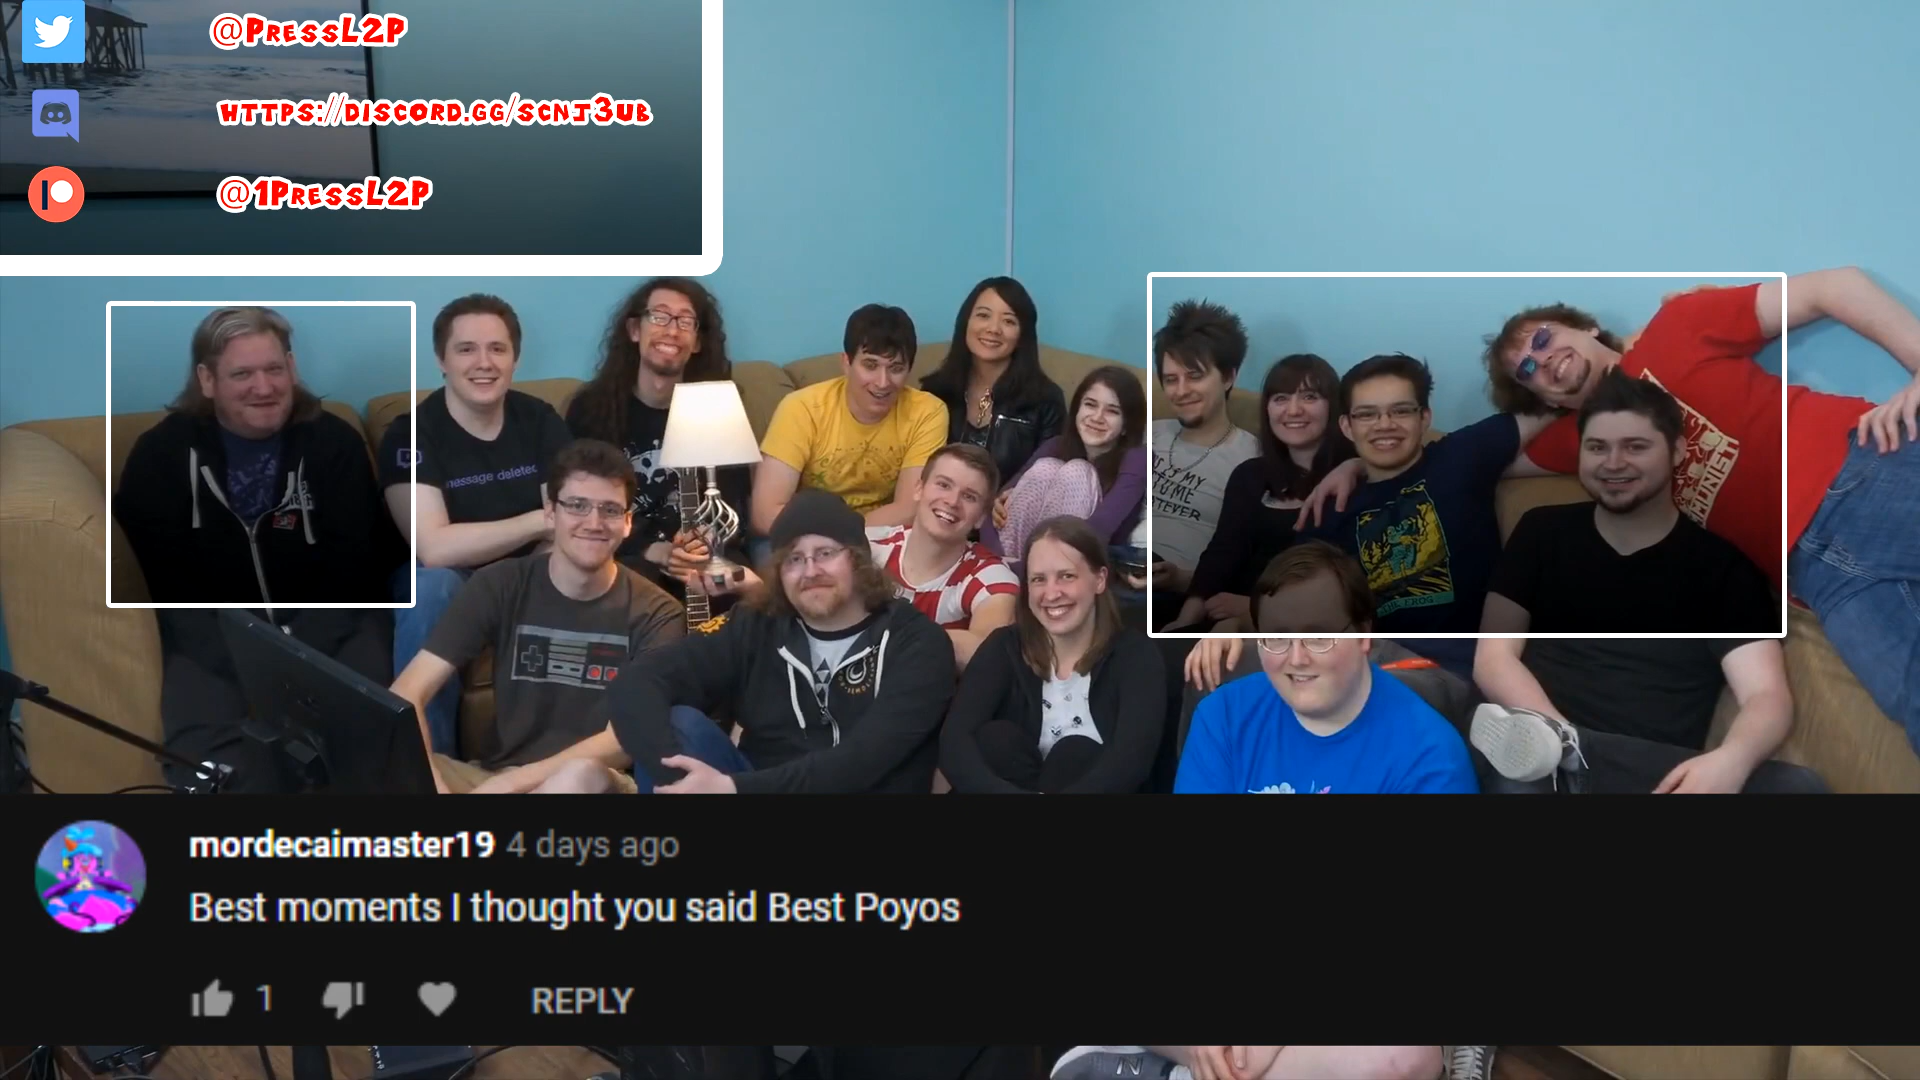 @PressL2P
https://discord.gg/scnj3ub
@1PressL2P
message deleted
mordecaimaster19 4 days ago
Best moments I thought you said Best Poyos
1 REPLY